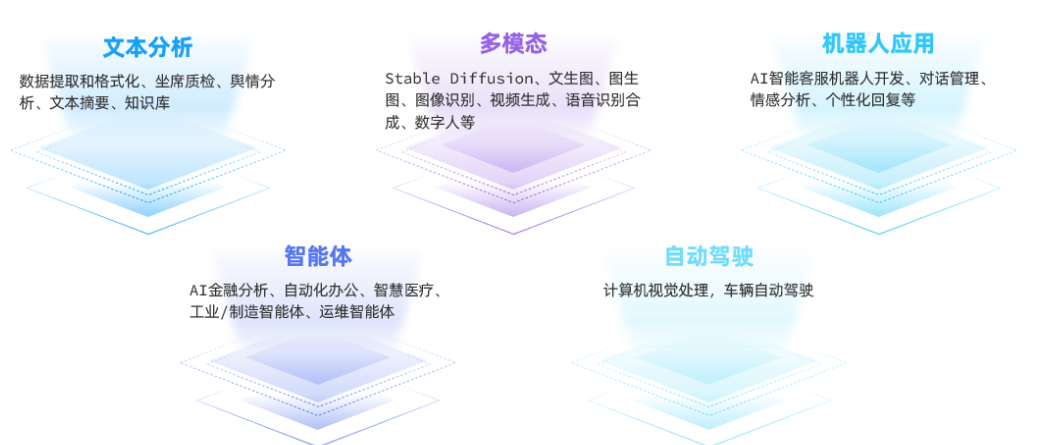 文本分析
数据提取和格式化、坐席质检、舆情分
析、文本摘要、知识库
多模态
Stable Diffusion、文生图、图生
图、图像识别、视频生成、语音识别合
成、数字人等
机器人应用
AI智能客服机器人开发、对话管理、
情感分析、个性化回复等
智能体
AI金融分析、自动化办公、智慧医疗、
工业/制造智能体、运维智能体
自动驾驶
计算机视觉处理，车辆自动驾驶